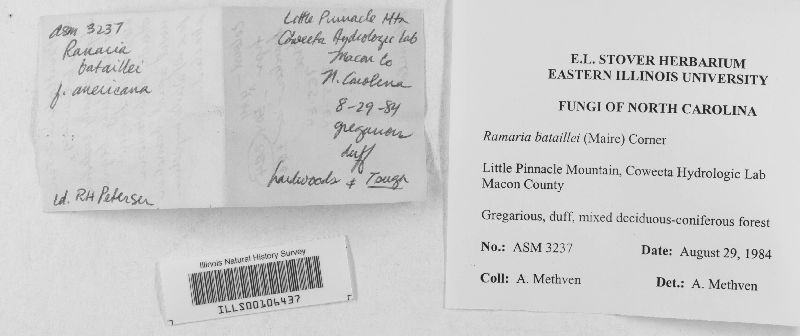 asm 3237
Ramaria
bataillei
f. americana
id. RH Petersen
Little Pinnacle Mtn
Coweeta Hydrologic Lab
Macon Co
N. Carolina
8-29-84
gregarious
duff
hardwoods + Tsuga
Illinois Natural History Survey
ILLS00106437
E.L. STOVER HERBARIUM
EASTERN ILLINOIS UNIVERSITY
FUNGI OF NORTH CAROLINA
Ramaria bataillei (Maire) Corner
Little Pinnacle Mountain, Coweeta Hydrologic Lab
Macon County
Gregarious, duff, mixed deciduous-coniferous forest
No.: ASM 3237 Date: August 29, 1984
Coll: A. Methven Det.: A. Methven